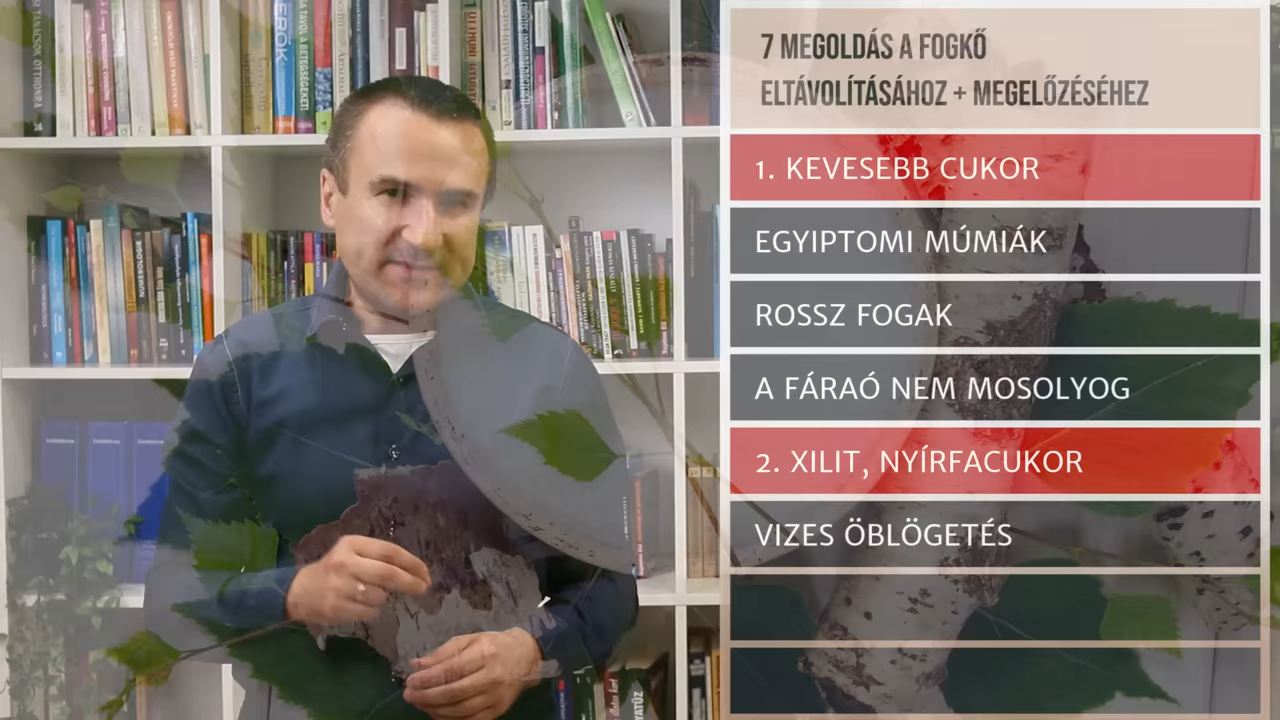 7 MEGOLDÁS A FOGKŐ
ELTÁVOLÍTÁSÁHOZ + MEGELŐZÉSÉHEZ
1. KEVESEBB CUKOR
EGYIPTOMI MÚMIÁK
ROSSZ FOGAK
A FÁRAÓ NEM MOSOLYOG
2. XILIT, NYÍRFACUKOR
VIZES ÖBLÖGETÉS